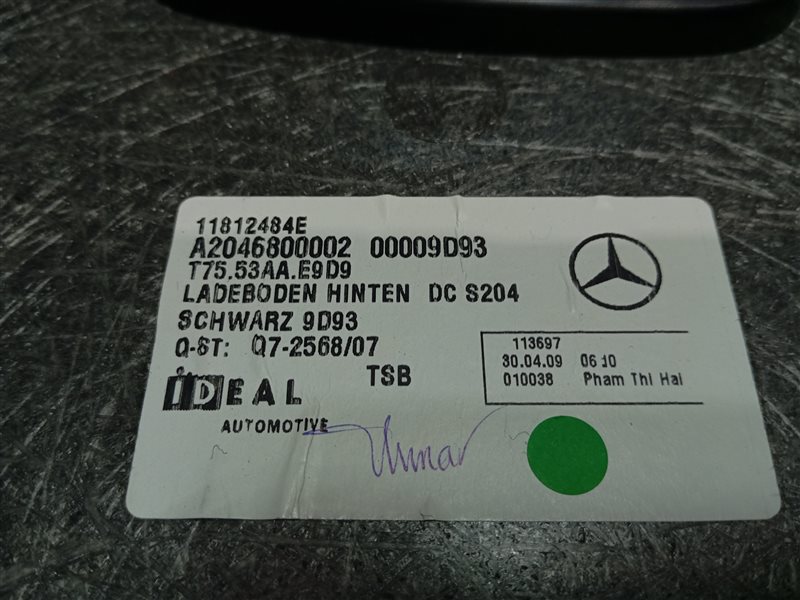 11812484E
A2046800002 00009D93
T75.53AA.E9D9
LADEBODEN HINTEN DC S204
SCHWARZ 9D93
Q-ST: Q7-2568/07
TSB
iDEAL
AUTOMOTIVE
113697
30.04.09 06:10
010038 Pham Thi Hai